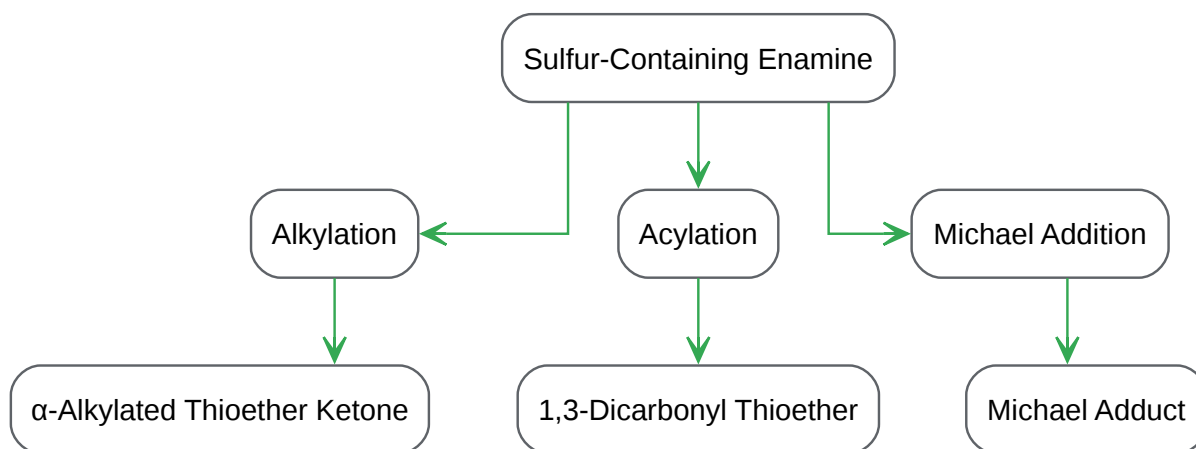 Sulfur-Containing Enamine
Alkylation
Acylation
Michael Addition
α-Alkylated Thioether Ketone
1,3-Dicarbonyl Thioether
Michael Adduct